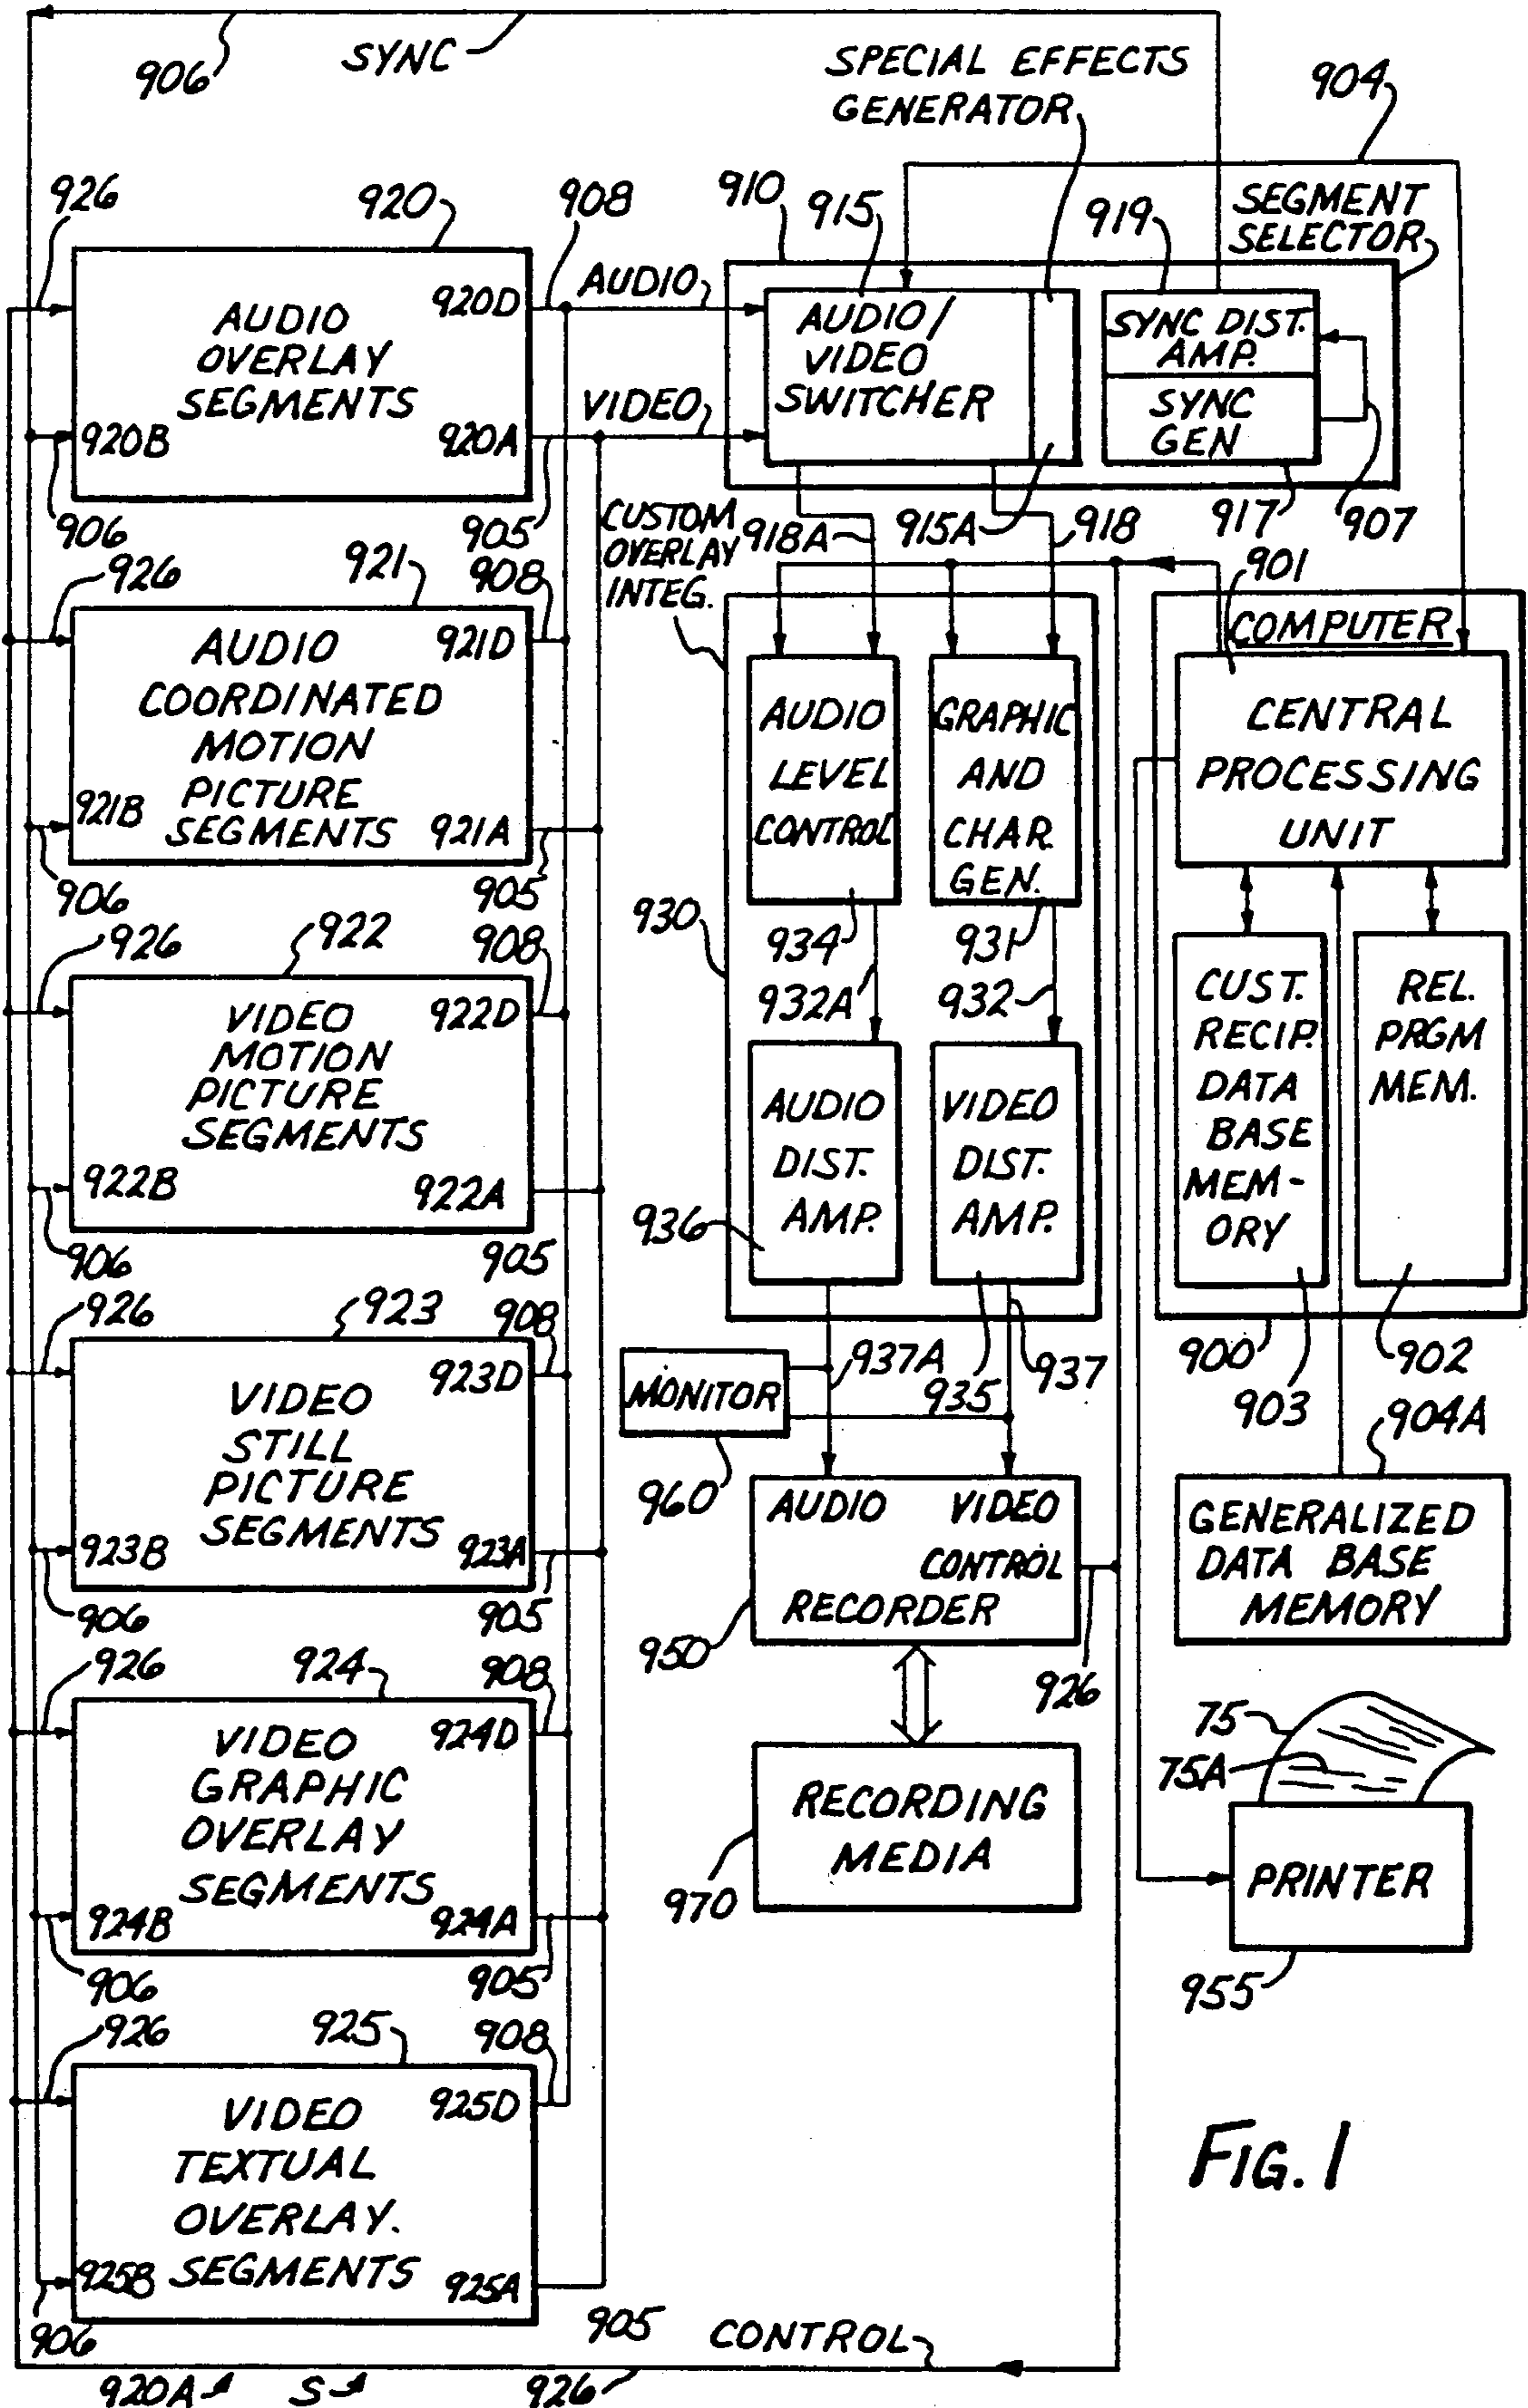 906
SYNC
SPECIAL EFFECTS
GENERATOR
904
926
920
908
910
915
919
SEGMENT
SELECTOR
AUDIO
OVERLAY
SEGMENTS
920D
920B
920A
AUDIO
VIDEO
AUDIO/
VIDEO
SWITCHER
SYNC DIST.
AMP.
SYNC
GEN
906
905
CUSTOM
OVERLAY
INTEG.
918A
915A
918
917
907
901
926
921
908
AUDIO
COORDINATED
MOTION
PICTURE
SEGMENTS
921D
921B
921A
906
905
COMPUTER
CENTRAL
PROCESSING
UNIT
AUDIO
LEVEL
CONTROL
GRAPHIC
AND
CHAR.
GEN.
930
934
931
932A
932
926
922
908
VIDEO
MOTION
PICTURE
SEGMENTS
922D
922B
922A
906
905
CUST.
RECIP.
DATA
BASE
MEM-
ORY
REL.
PRGM
MEM.
AUDIO
DIST.
AMP.
VIDEO
DIST.
AMP.
936
926
923
908
VIDEO
STILL
PICTURE
SEGMENTS
923D
923B
923A
906
905
MONITOR
937A
935
937
900
903
902
904A
960
AUDIO
VIDEO
CONTROL
RECORDER
950
926
GENERALIZED
DATA BASE
MEMORY
926
924
908
VIDEO
GRAPHIC
OVERLAY
SEGMENTS
924D
924B
924A
906
905
RECORDING
MEDIA
970
75
75A
PRINTER
955
926
925
908
VIDEO
TEXTUAL
OVERLAY.
SEGMENTS
925D
925B
925A
906
905
CONTROL
920A
S
926
FIG. 1